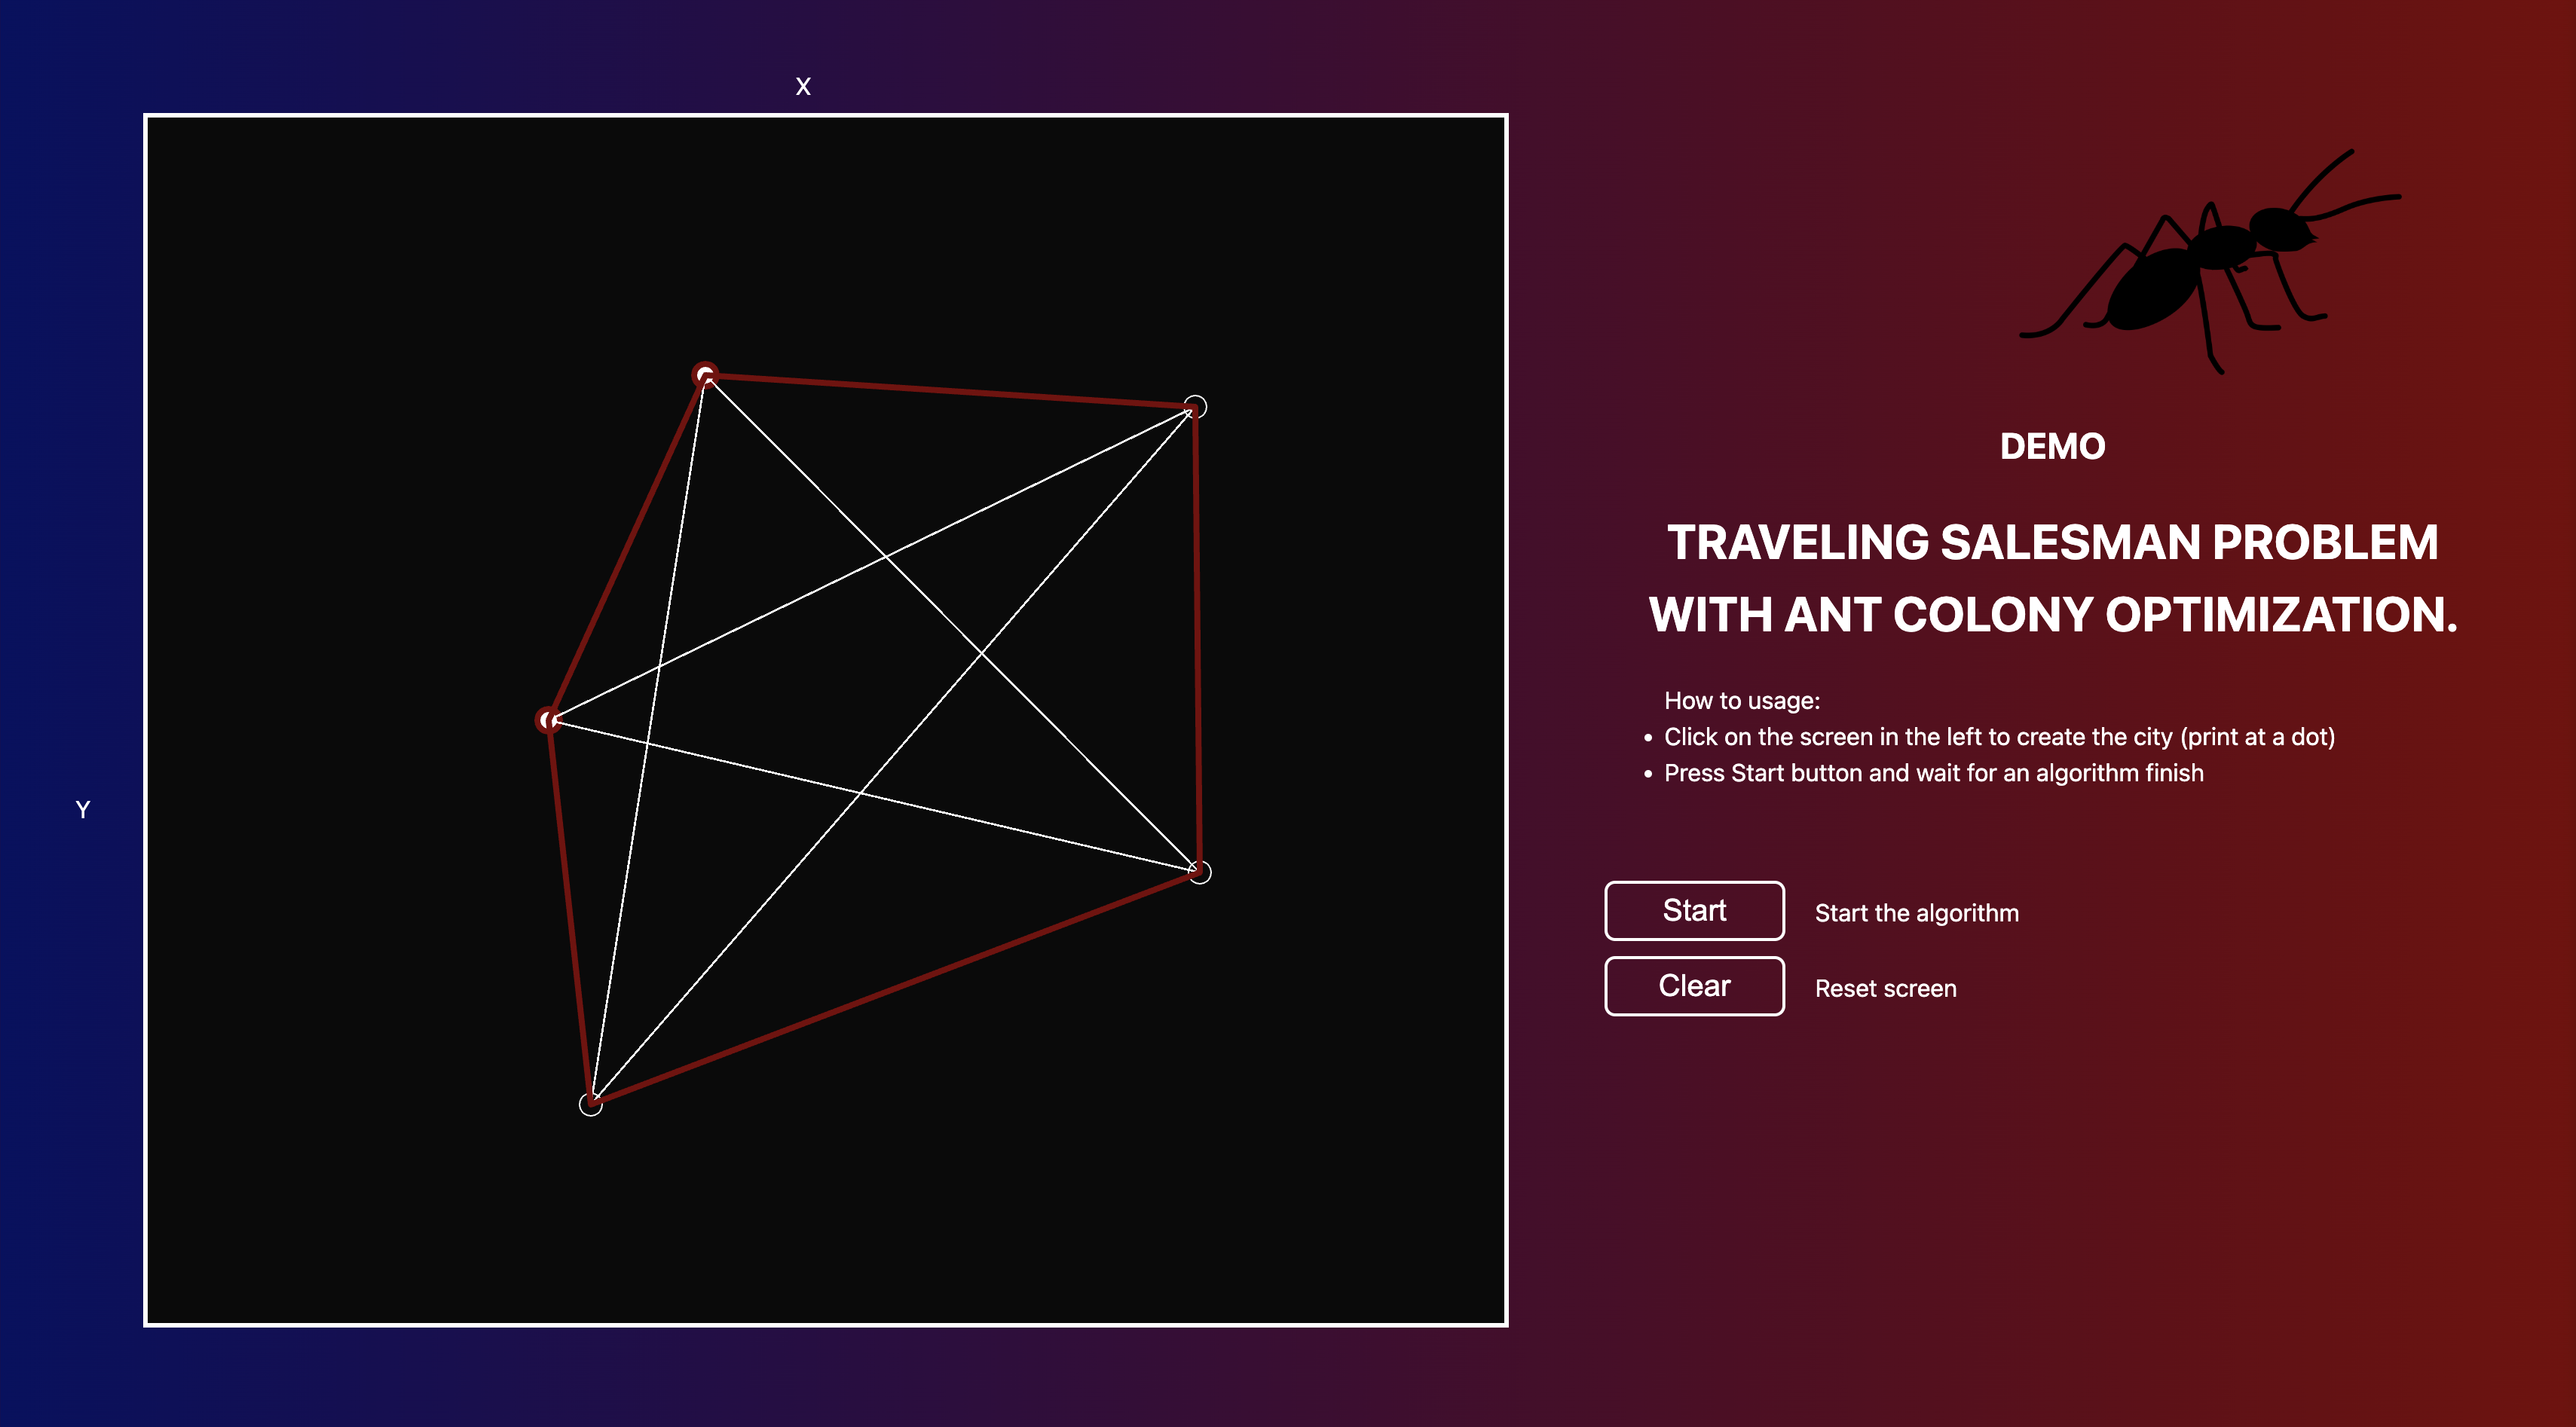 X
Y
DEMO
TRAVELING SALESMAN PROBLEM
WITH ANT COLONY OPTIMIZATION.
How to usage:
• Click on the screen in the left to create the city (print at a dot)
• Press Start button and wait for an algorithm finish
Start Start the algorithm
Clear Reset screen